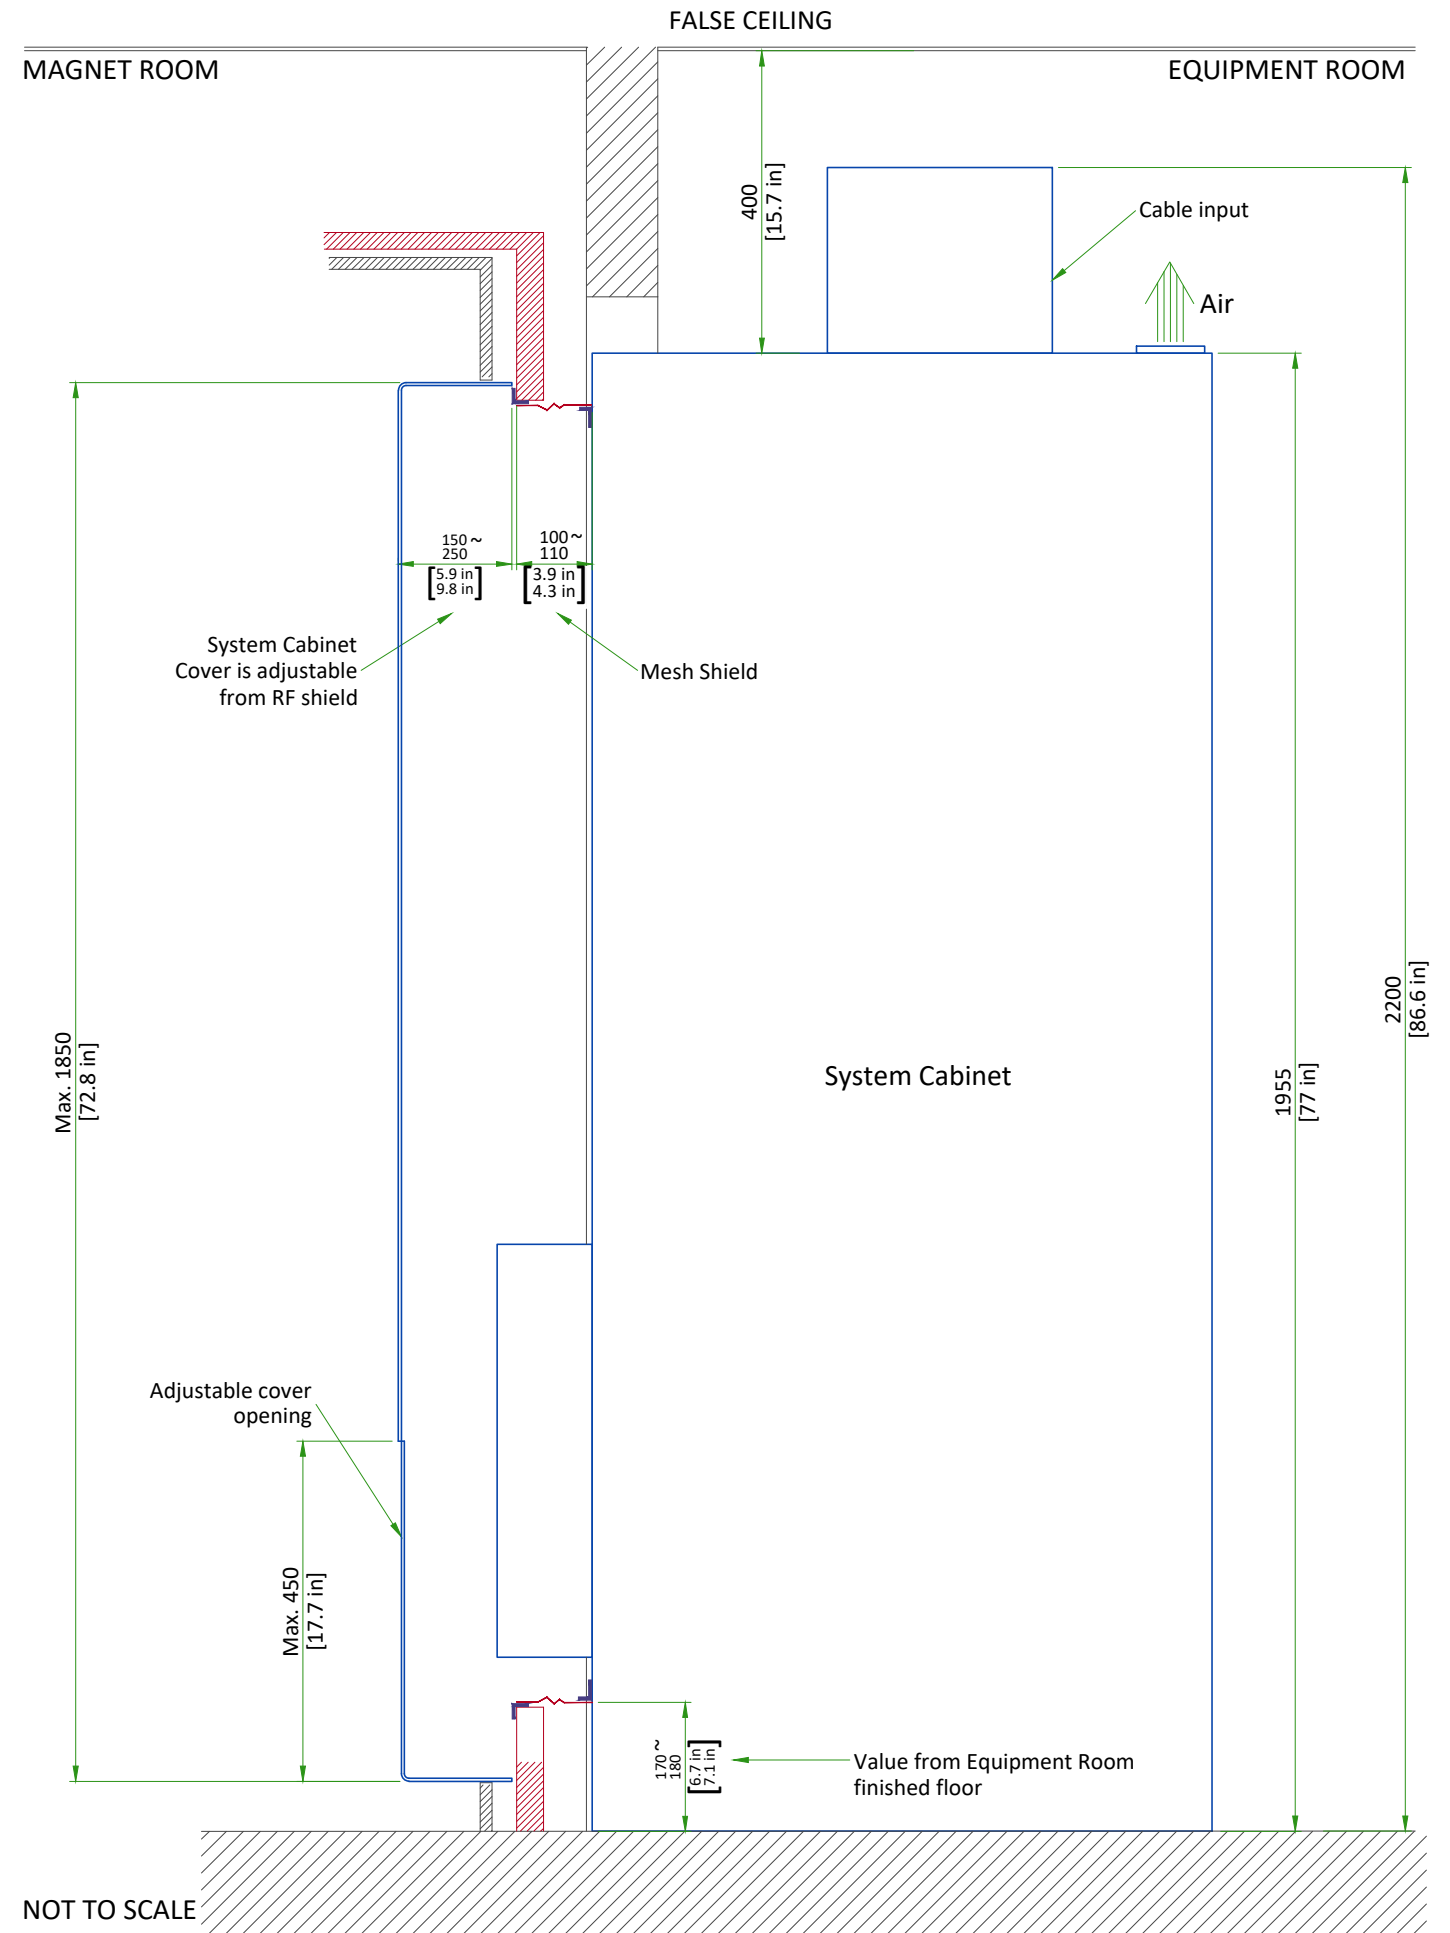 FALSE CEILING
MAGNET ROOM
EQUIPMENT ROOM
400
[15.7 in]
Cable input
Air
150 ~
250
[5.9 in
9.8 in]
100 ~
110
[3.9 in
4.3 in]
System Cabinet
Cover is adjustable
from RF shield
Mesh Shield
2200
[86.6 in]
Max. 1850
[72.8 in]
System Cabinet
1955
[77 in]
Adjustable cover
opening
Max. 450
[17.7 in]
170 ~
180
[6.7 in
7.1 in]
Value from Equipment Room
finished floor
NOT TO SCALE